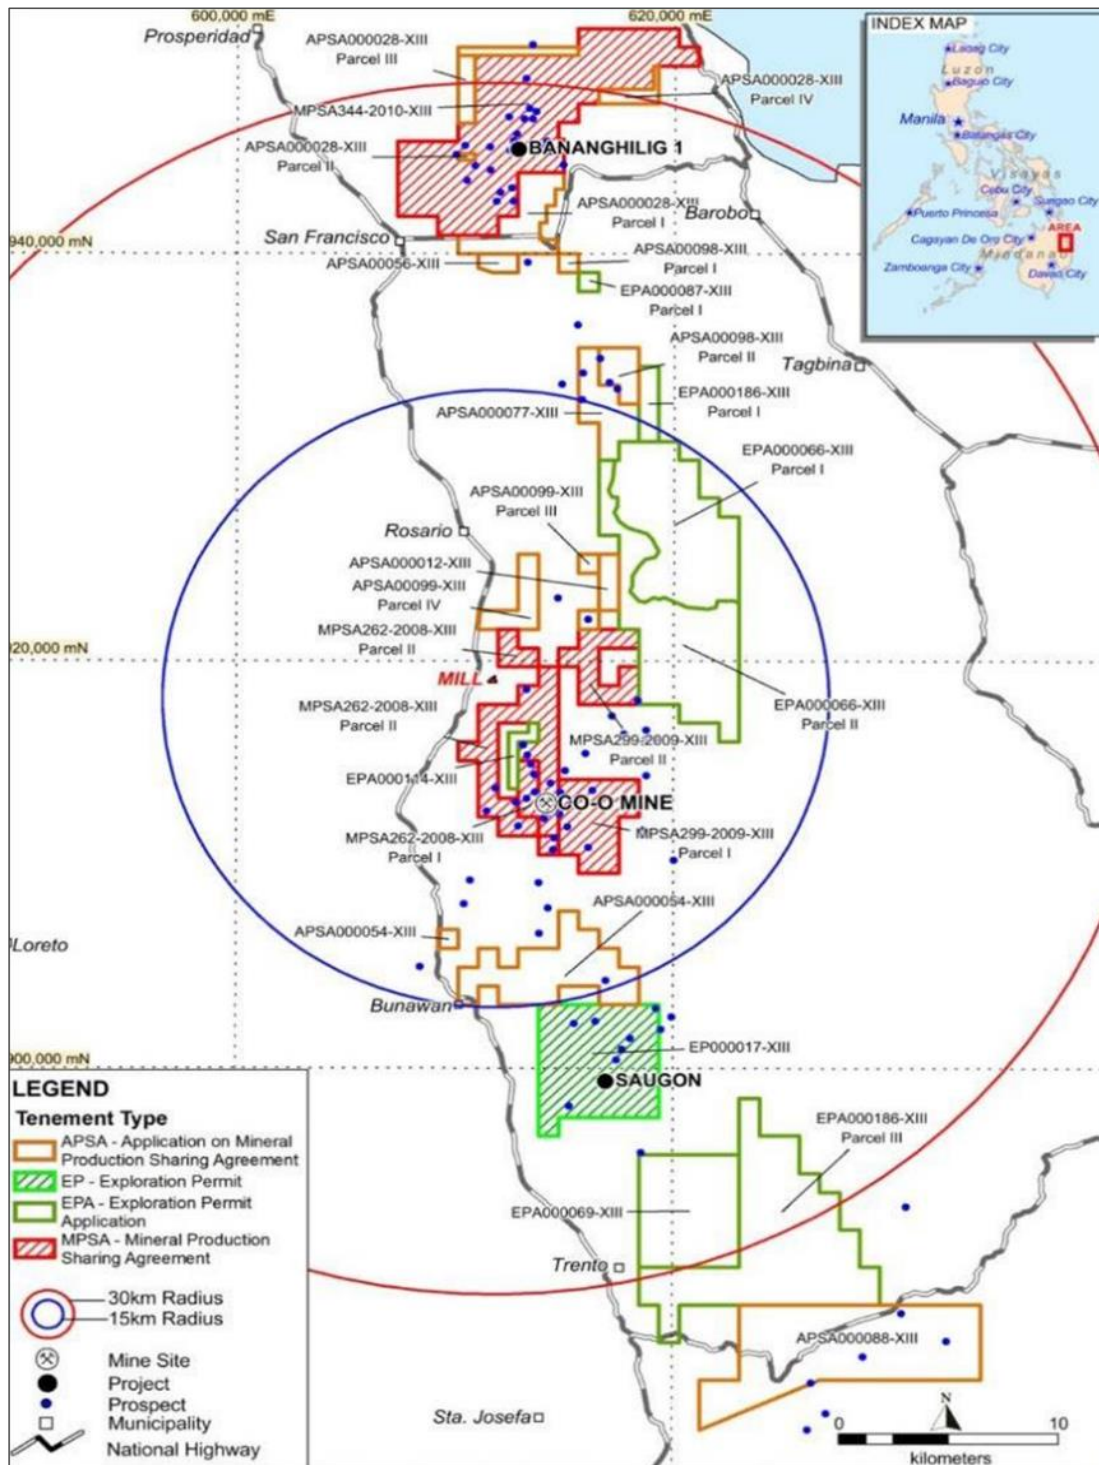 600,000 mE
620,000 mE
INDEX MAP
Laoag City
Luzon
Baguio City
Manila
Batangas City
Visayas
Cebu City
Surigao City
Puerto Princesa
AREA
Cagayan De Oro City
Mindanao
Zamboanga City
Davao City
Prosperidad
APSA000028-XIII
Parcel III
APSA000028-XIII
Parcel IV
MPSA344-2010-XIII
APSA000028-XIII
Parcel II
BANANGHILIG 1
APSA000028-XIII
Parcel I
Barobo
San Francisco
940,000 mN
APSA00056-XIII
APSA00098-XIII
Parcel I
EPA000087-XIII
Parcel I
APSA00098-XIII
Parcel II
Tagbina
EPA000186-XIII
Parcel I
APSA000077-XIII
EPA000066-XIII
Parcel I
APSA00099-XIII
Parcel III
Rosario
APSA000012-XIII
APSA00099-XIII
Parcel IV
MPSA262-2008-XIII
Parcel II
920,000 mN
MILL
MPSA262-2008-XIII
Parcel II
EPA000066-XIII
Parcel II
MPSA299-2009-XIII
Parcel II
EPA000114-XIII
CO-O MINE
MPSA262-2008-XIII
Parcel I
MPSA299-2009-XIII
Parcel I
APSA000054-XIII
APSA000054-XIII
Loreto
Bunawan
EP000017-XIII
900,000 mN
SAUGON
EPA000186-XIII
Parcel III
EPA000069-XIII
Trento
APSA000088-XIII
Sta. Josefa
LEGEND
Tenement Type
APSA - Application on Mineral
Production Sharing Agreement
EP - Exploration Permit
EPA - Exploration Permit
Application
MPSA - Mineral Production
Sharing Agreement
30km Radius
15km Radius
Mine Site
Project
Prospect
Municipality
National Highway
N
0 10
kilometers